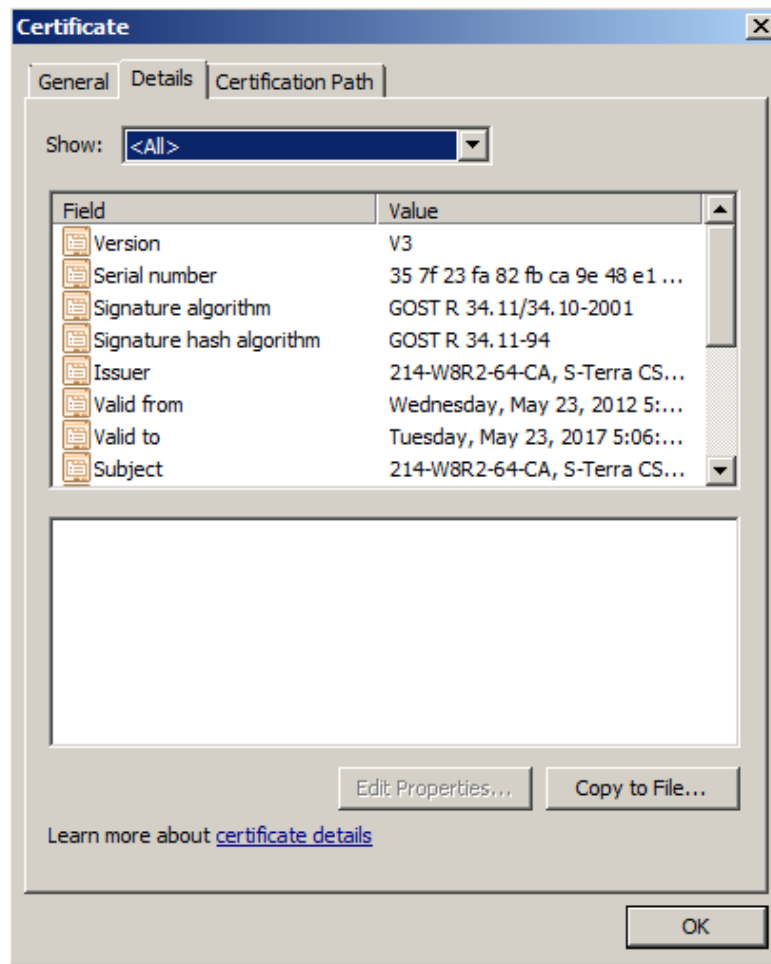 Certificate
General Details Certification Path
Show: <All>
Field Value
Version V3
Serial number 35 7f 23 fa 82 fb ca 9e 48 e1 ...
Signature algorithm GOST R 34.11/34.10-2001
Signature hash algorithm GOST R 34.11-94
Issuer 214-W8R2-64-CA, S-Terra CS...
Valid from Wednesday, May 23, 2012 5:...
Valid to Tuesday, May 23, 2017 5:06:...
Subject 214-W8R2-64-CA, S-Terra CS...
Edit Properties... Copy to File...
Learn more about certificate details
OK